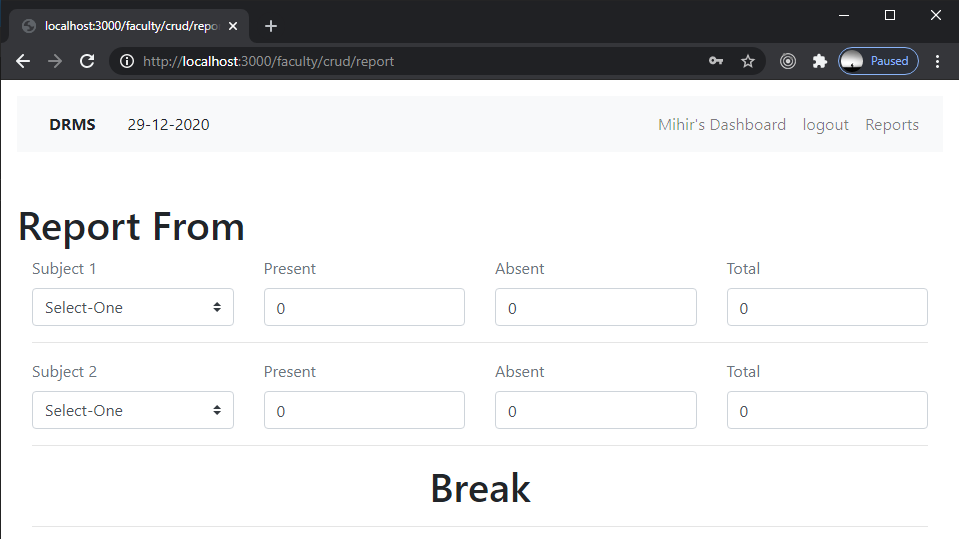 localhost:3000/faculty/crud/repo
http://localhost:3000/faculty/crud/report
Paused
DRMS 29-12-2020 Mihir's Dashboard logout Reports
Report From
Subject 1 Present Absent Total
Select-One 0 0 0
Subject 2 Present Absent Total
Select-One 0 0 0
Break